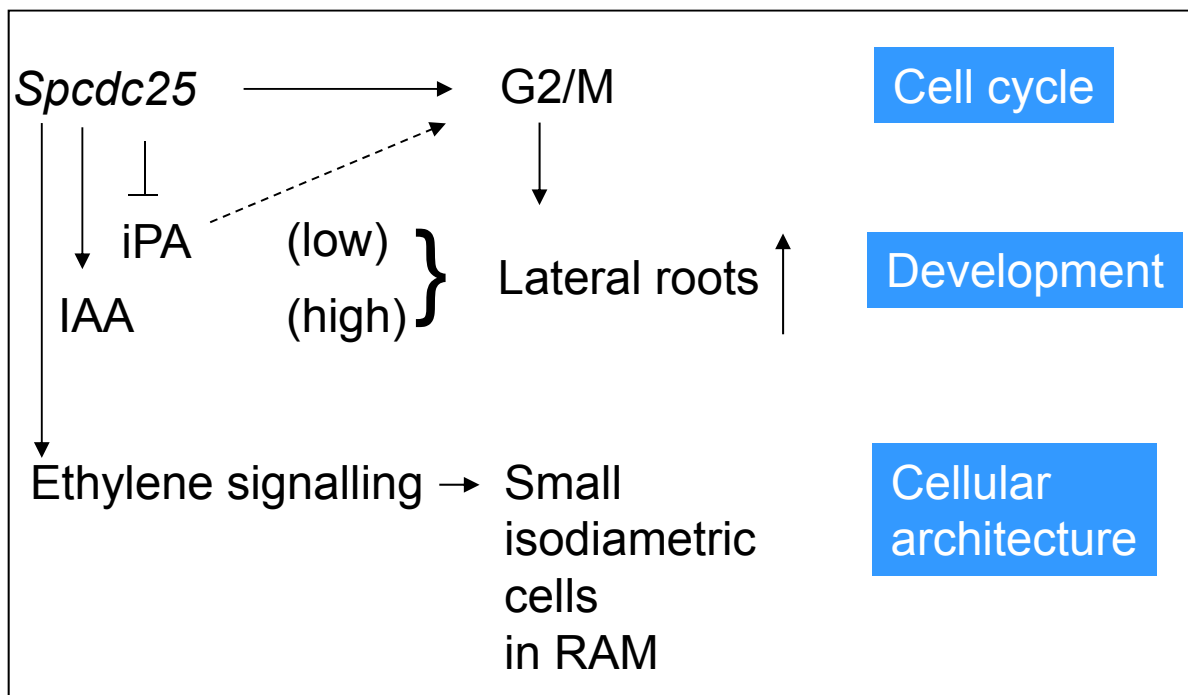 Spcdc25 G2/M Cell cycle
iPA (low)
Lateral roots Development
IAA (high)
Ethylene signalling Small
isodiametric
cells
in RAM
Cellular
architecture